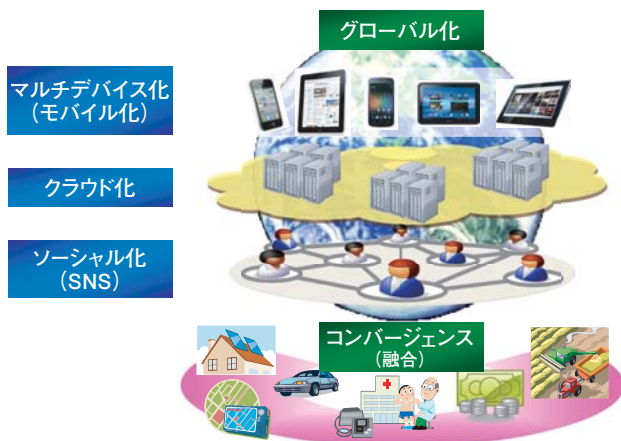 グローバル化
マルチデバイス化
(モバイル化)
クラウド化
ソーシャル化
(SNS)
コンバージェンス
(融合)